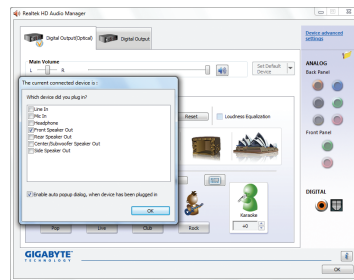 Realtek HD Audio Manager
Digital Output(Optical)
Digital Output
Device advanced settings
Main Volume
L
R
Set Default Device
ANALOG
Back Panel
The current connected device is :
Which device did you plug in?
Line In
Mic In
Headphone
Front Speaker Out
Rear Speaker Out
Center/Subwoofer Speaker Out
Side Speaker Out
Reset
Loudness Equalization
Front Panel
Enable auto popup dialog, when device has been plugged in
OK
Karaoke
+0
DIGITAL
Pop
Live
Club
Rock
GIGABYTE
TECHNOLOGY
OK